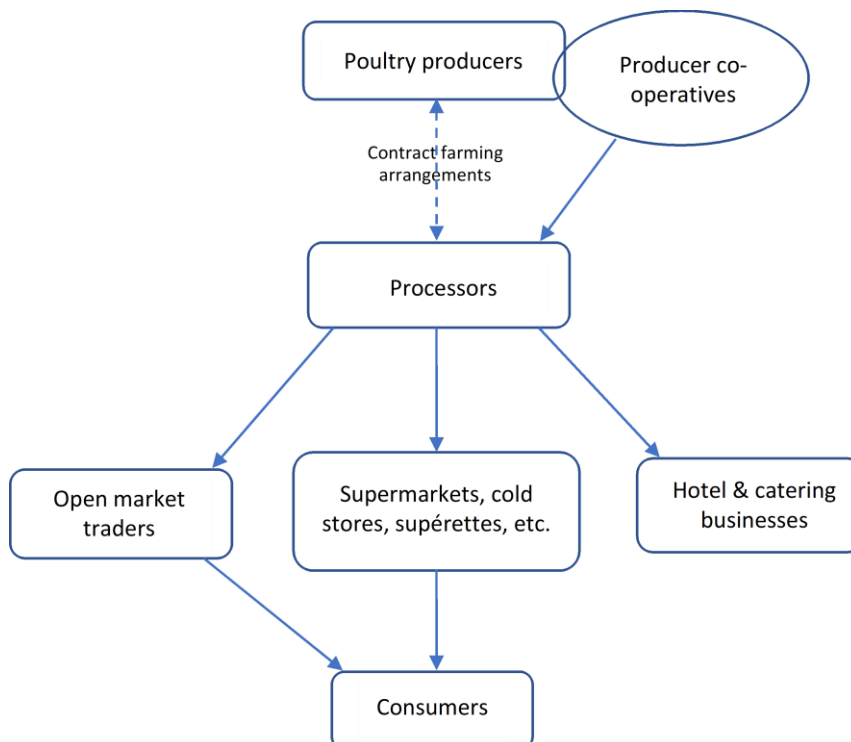 Poultry producers
Producer co-
operatives
Contract farming
arrangements
Processors
Open market
traders
Supermarkets, cold
stores, supérettes, etc.
Hotel & catering
businesses
Consumers